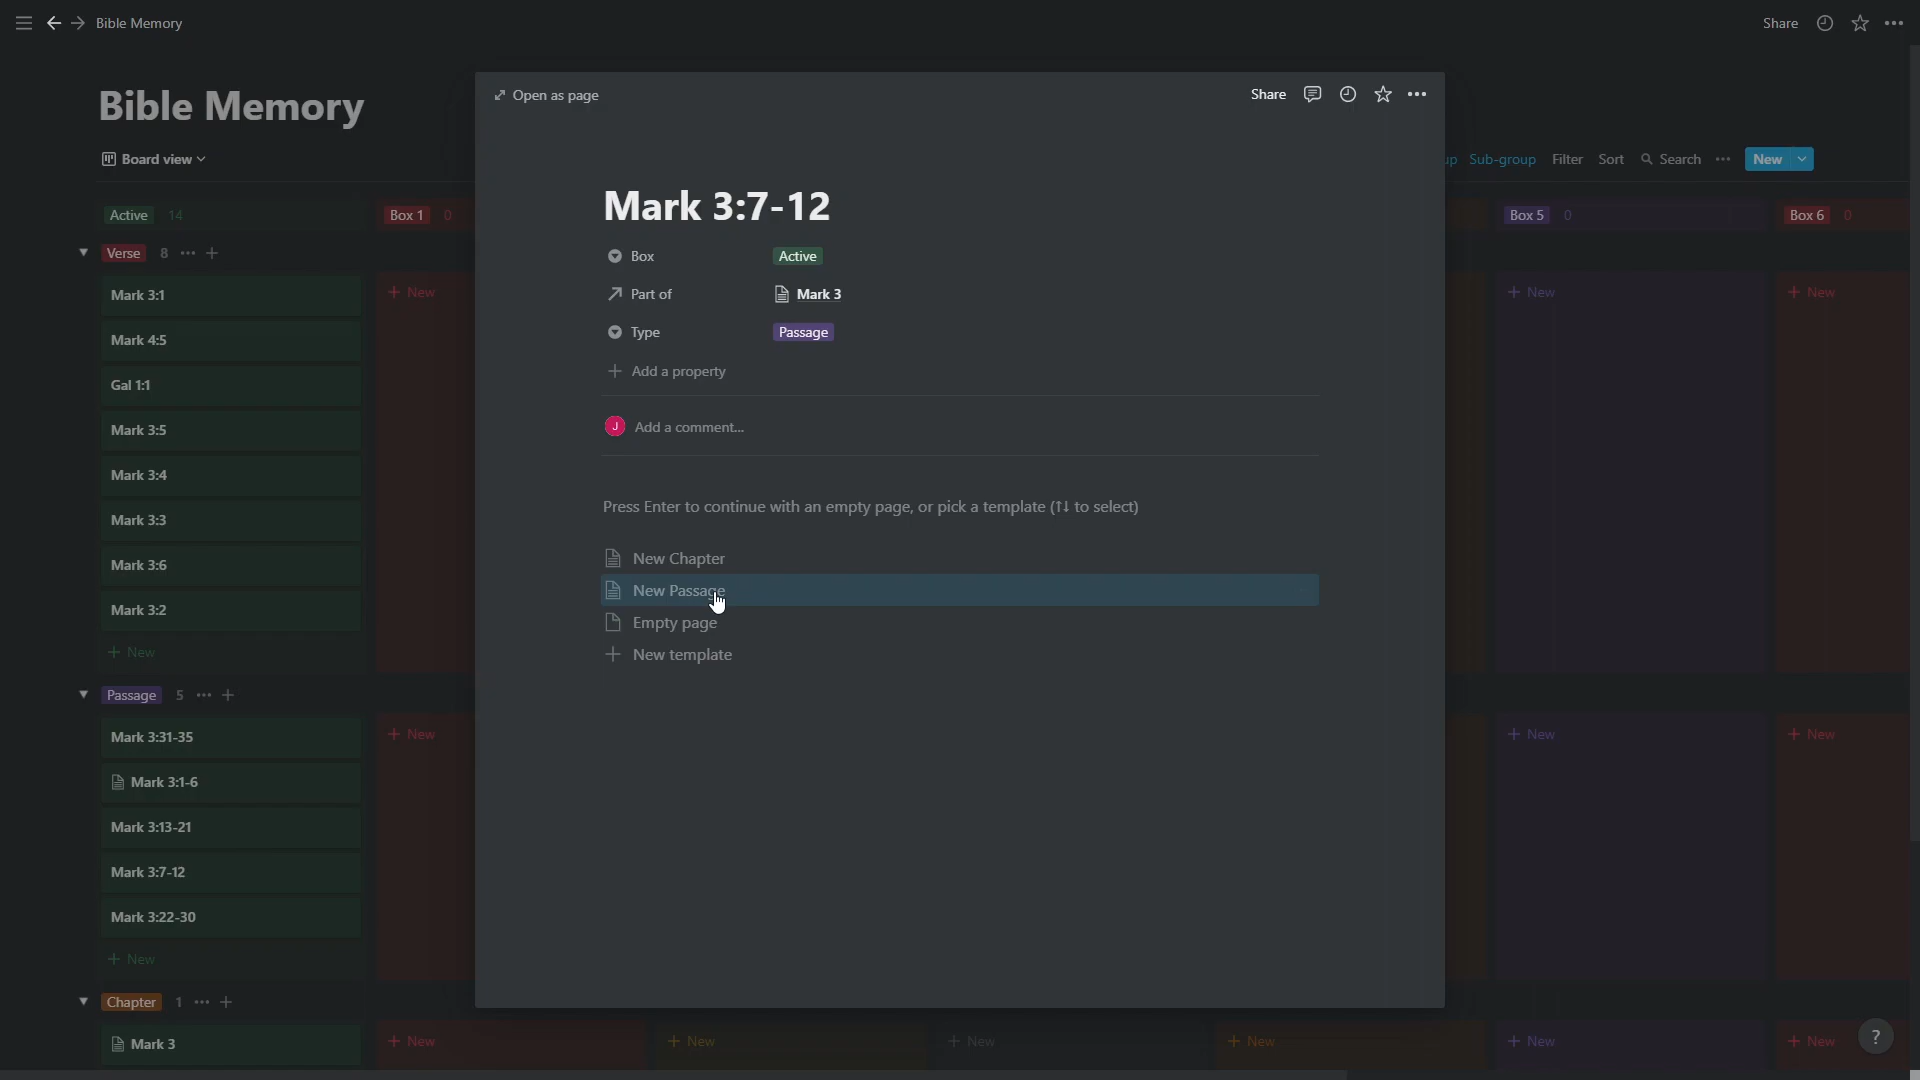 Bible Memory
Share
Bible Memory
Board view
Sub-group Filter Sort Search New
Active 14
Box 1 0
Box 5 0
Box 6 0
Verse 8
Mark 3:1
Mark 4:5
Gal 1:1
Mark 3:5
Mark 3:4
Mark 3:3
Mark 3:6
Mark 3:2
+ New
+ New
+ New
+ New
Passage 5
Mark 3:31-35
Mark 3:1-6
Mark 3:13-21
Mark 3:7-12
Mark 3:22-30
+ New
+ New
+ New
+ New
Chapter 1
Mark 3
+ New
+ New
+ New
+ New
+ New
+ New
Open as page
Share
Mark 3:7-12
Box Active
Part of Mark 3
Type Passage
+ Add a property
J Add a comment...
Press Enter to continue with an empty page, or pick a template (↑↓ to select)
New Chapter
New Passage
Empty page
+ New template
?